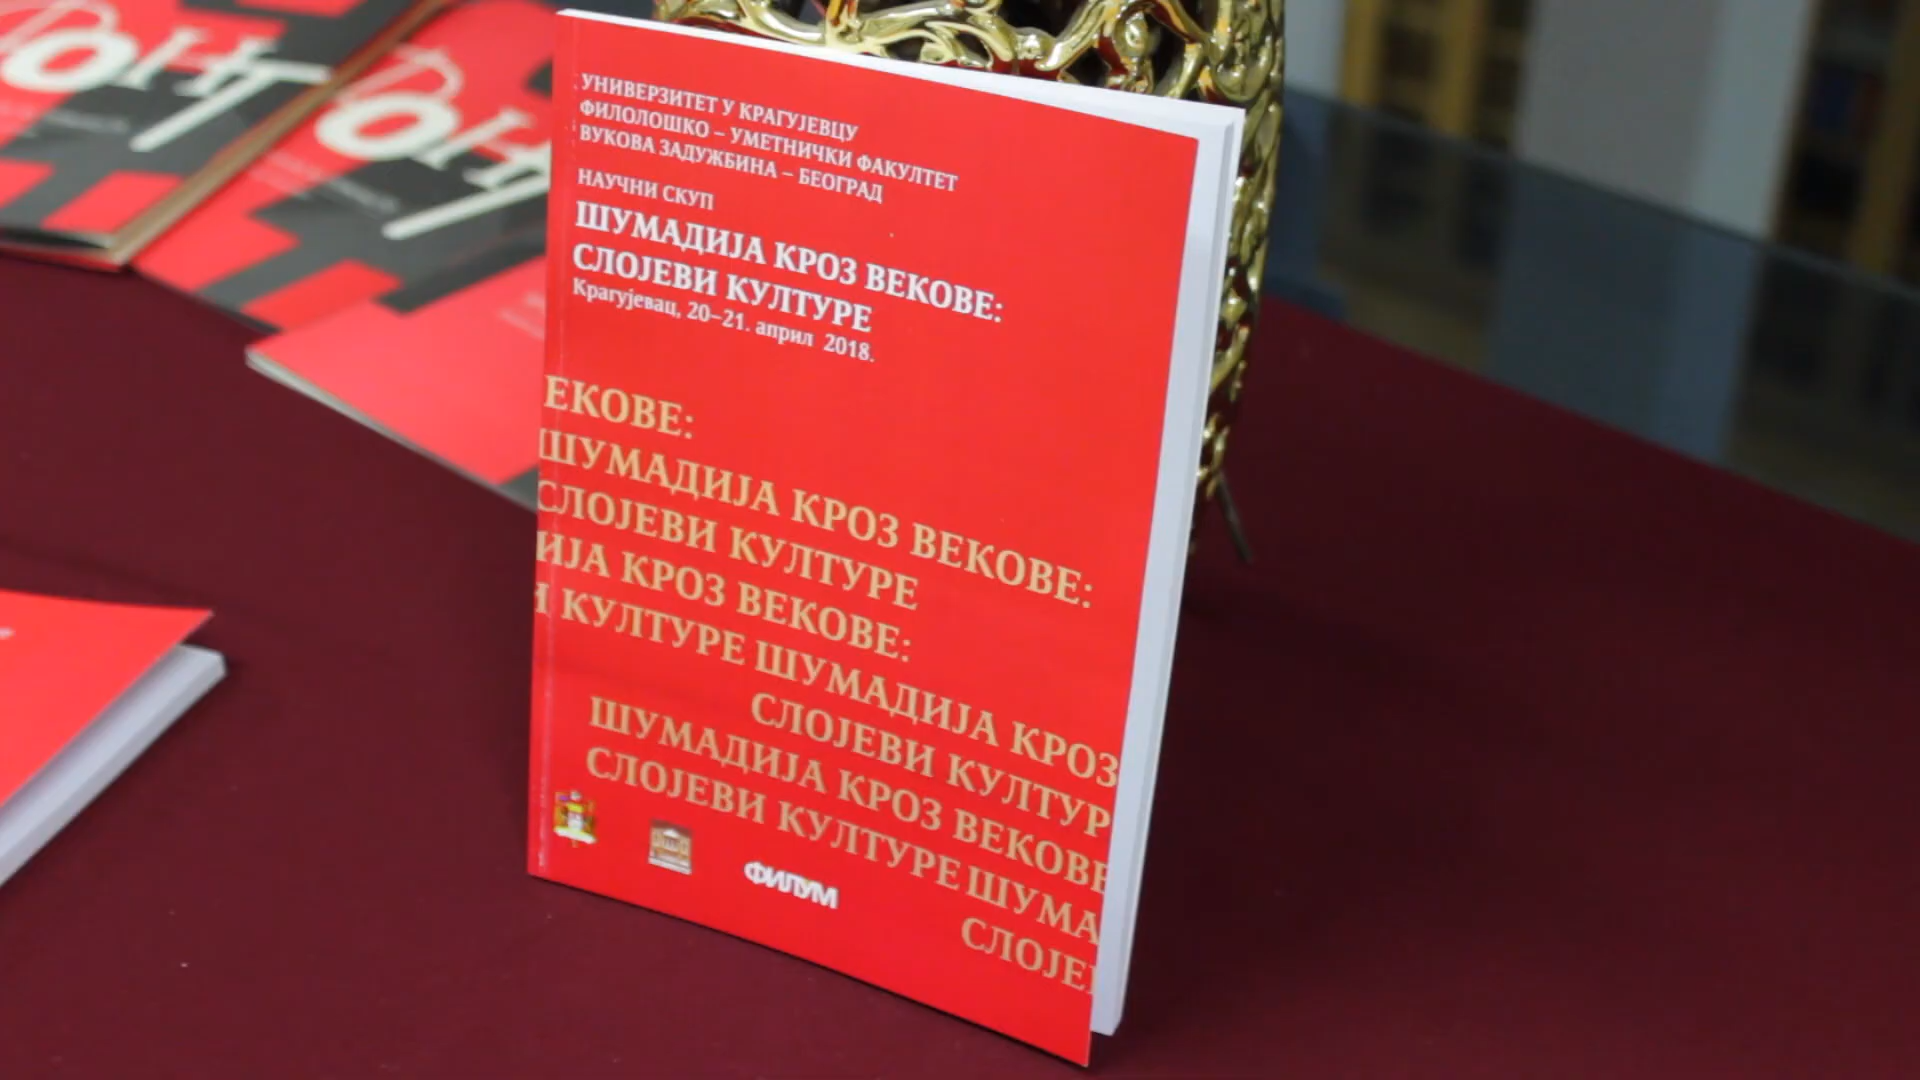 УНИВЕРЗИТЕТ У КРАГУЈЕВЦУ
ФИЛОЛОШКО – УМЕТНИЧКИ ФАКУЛТЕТ
ВУКОВА ЗАДУЖБИНА – БЕОГРАД
НАУЧНИ СКУП
ШУМАДИЈА КРОЗ ВЕКОВЕ:
СЛОЈЕВИ КУЛТУРЕ
Крагујевац, 20–21. април 2018.
ЕКОВЕ:
ШУМАДИЈА КРОЗ ВЕКОВЕ:
СЛОЈЕВИ КУЛТУРЕ
ИЈА КРОЗ ВЕКОВЕ:
И КУЛТУРЕ ШУМАДИЈА КРОЗ
СЛОЈЕВИ КУЛТУР
ШУМАДИЈА КРОЗ ВЕКОВЕ
СЛОЈЕВИ КУЛТУРЕ ШУМА
СЛОЈЕ
ФИЛУМ